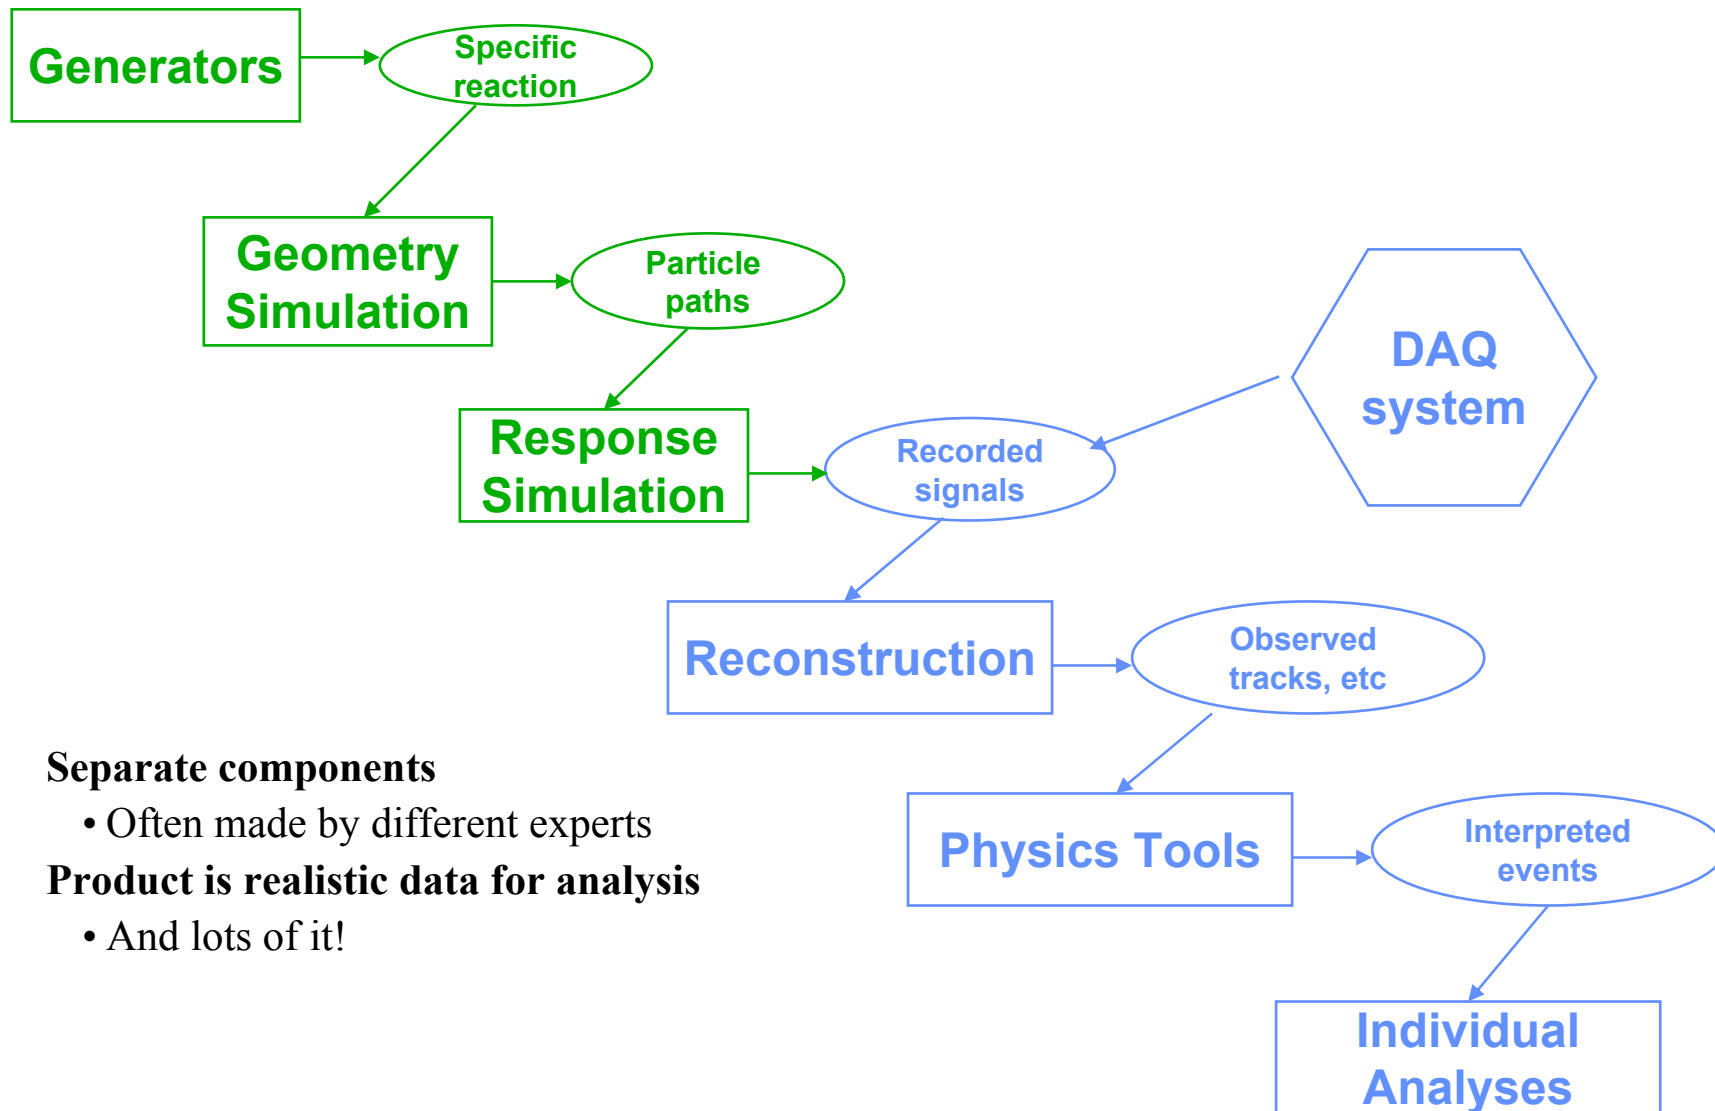 Generators
Specific
reaction
Geometry
Simulation
Particle
paths
DAQ
system
Response
Simulation
Recorded
signals
Reconstruction
Observed
tracks, etc
Separate components
• Often made by different experts
Product is realistic data for analysis
• And lots of it!
Physics Tools
Interpreted
events
Individual
Analyses